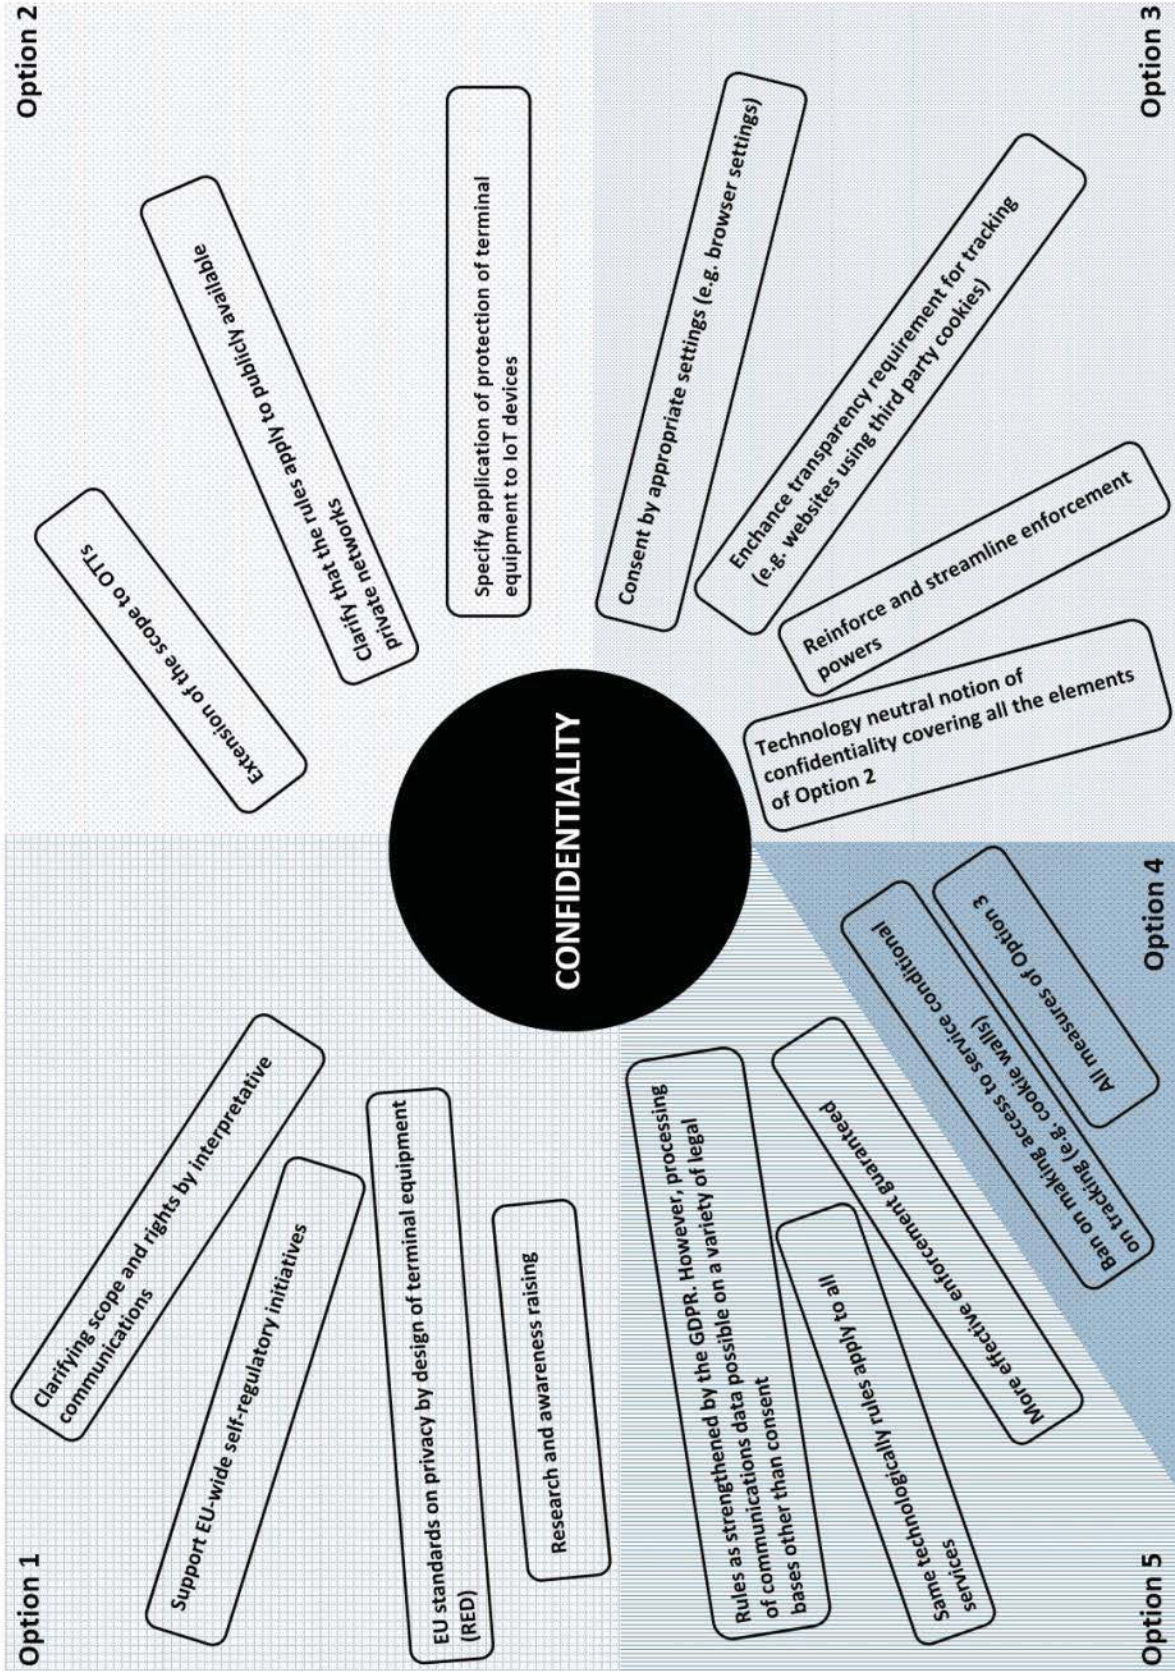 Option 1
Clarifying scope and rights by interpretative
communications
Support EU-wide self-regulatory initiatives
EU standards on privacy by design of terminal equipment
(RED)
Research and awareness raising
Option 2
Extension of the scope to OTTs
Clarify that the rules apply to publicly available
private networks
Specify application of protection of terminal
equipment to IoT devices
CONFIDENTIALITY
Option 5
Rules as strengthened by the GDPR. However, processing
of communications data possible on a variety of legal
bases other than consent
Same technologically rules apply to all
services
More effective enforcement guaranteed
Option 4
Ban on making access to service conditional
on tracking (e.g. cookie walls)
All measures of Option 3
Option 3
Consent by appropriate settings (e.g. browser settings)
Enchance transparency requirement for tracking
(e.g. websites using third party cookies)
Reinforce and streamline enforcement
powers
Technology neutral notion of
confidentiality covering all the elements
of Option 2